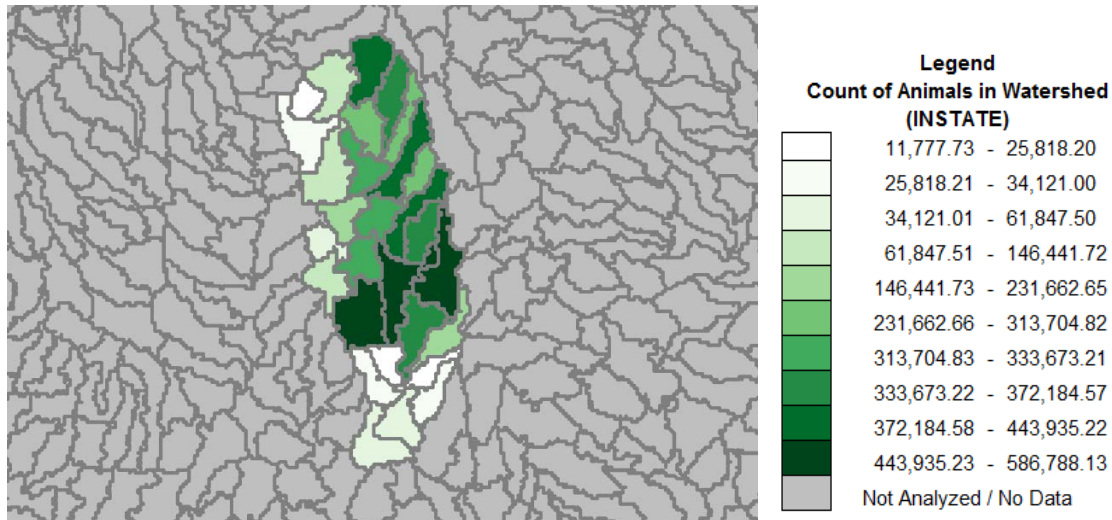 Legend
Count of Animals in Watershed
(INSTATE)
11,777.73 - 25,818.20
25,818.21 - 34,121.00
34,121.01 - 61,847.50
61,847.51 - 146,441.72
146,441.73 - 231,662.65
231,662.66 - 313,704.82
313,704.83 - 333,673.21
333,673.22 - 372,184.57
372,184.58 - 443,935.22
443,935.23 - 586,788.13
Not Analyzed / No Data